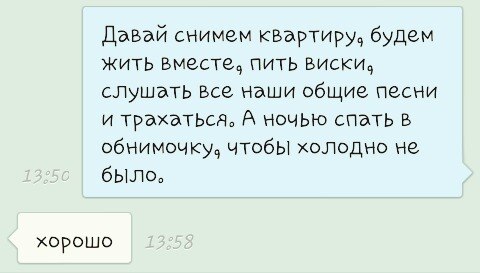 Давай снимем квартиру, будем
жить вместе, пить виски,
слушать все наши общие песни
и трахаться. А ночью спать в
обнимочку, чтобы холодно не
было.
13:50
хорошо
13:58